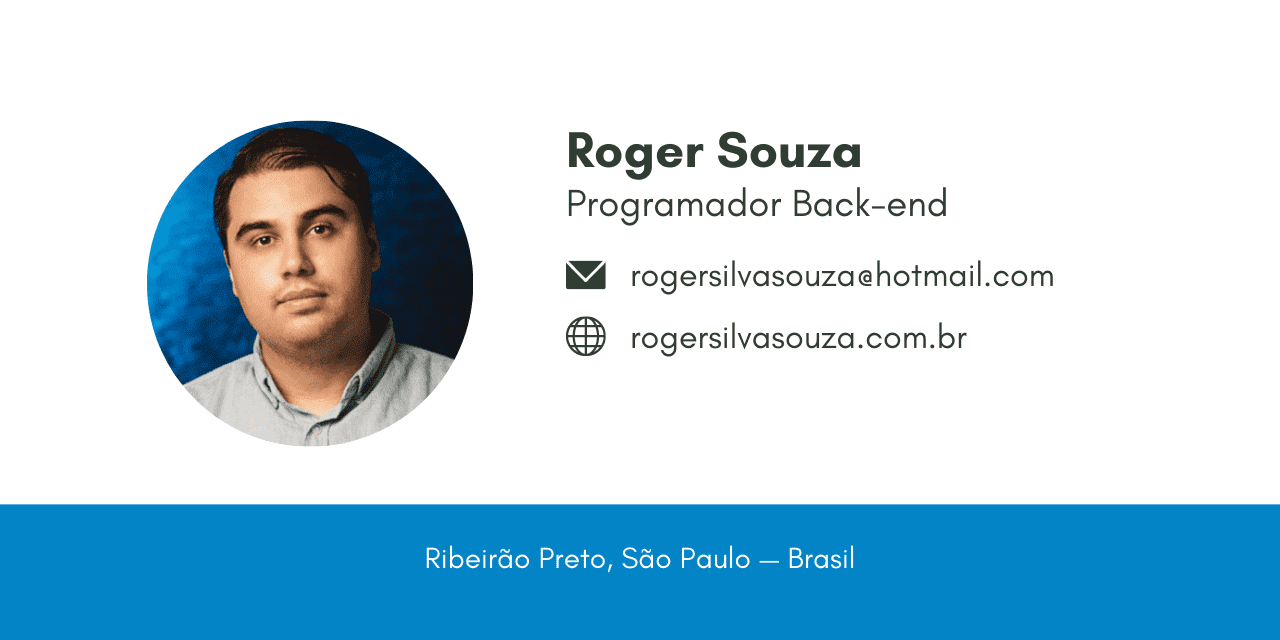 Roger Souza
Programador Back-end
rogersilvasouza@hotmail.com
rogersilvasouza.com.br
Ribeirão Preto, São Paulo — Brasil